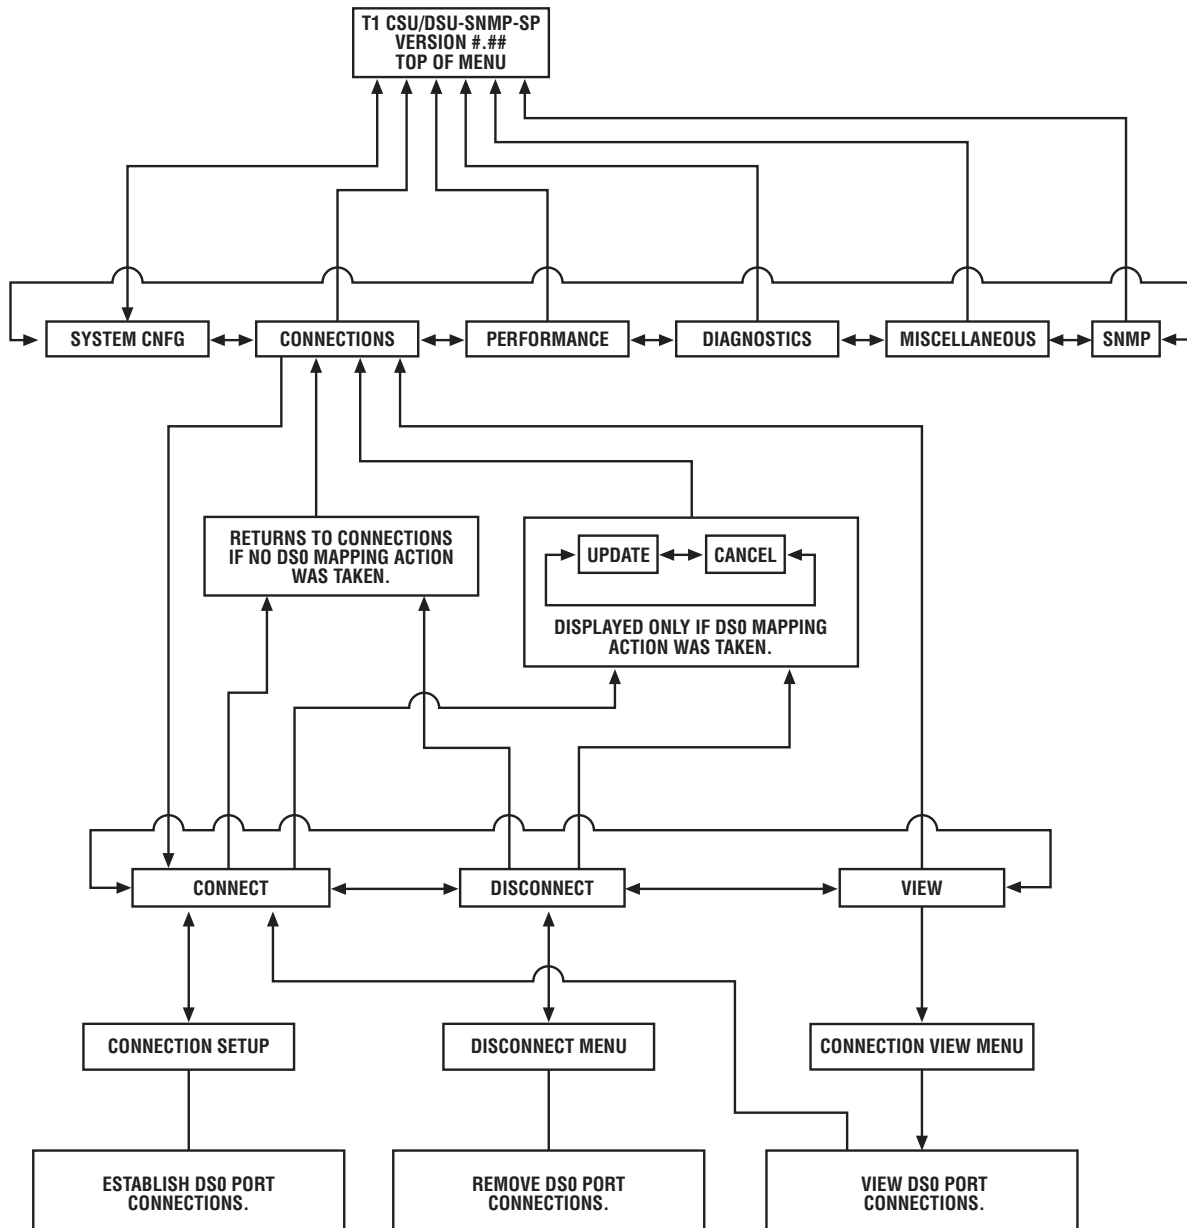 T1 CSU/DSU-SNMP-SP
VERSION #.##
TOP OF MENU
SYSTEM CNFG
CONNECTIONS
PERFORMANCE
DIAGNOSTICS
MISCELLANEOUS
SNMP
RETURNS TO CONNECTIONS
IF NO DS0 MAPPING ACTION
WAS TAKEN.
UPDATE
CANCEL
DISPLAYED ONLY IF DS0 MAPPING
ACTION WAS TAKEN.
CONNECT
DISCONNECT
VIEW
CONNECTION SETUP
DISCONNECT MENU
CONNECTION VIEW MENU
ESTABLISH DS0 PORT
CONNECTIONS.
REMOVE DS0 PORT
CONNECTIONS.
VIEW DS0 PORT
CONNECTIONS.